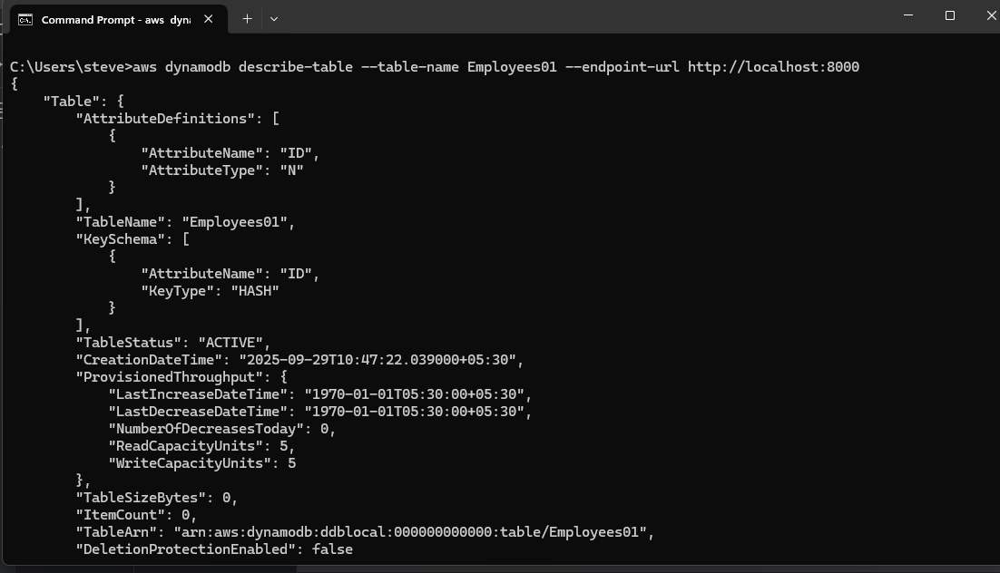 Command Prompt - aws dyna
C:\Users\steve>aws dynamodb describe-table --table-name Employees01 --endpoint-url http://localhost:8000
{
    "Table": {
        "AttributeDefinitions": [
            {
                "AttributeName": "ID",
                "AttributeType": "N"
            }
        ],
        "TableName": "Employees01",
        "KeySchema": [
            {
                "AttributeName": "ID",
                "KeyType": "HASH"
            }
        ],
        "TableStatus": "ACTIVE",
        "CreationDateTime": "2025-09-29T10:47:22.039000+05:30",
        "ProvisionedThroughput": {
            "LastIncreaseDateTime": "1970-01-01T05:30:00+05:30",
            "LastDecreaseDateTime": "1970-01-01T05:30:00+05:30",
            "NumberOfDecreasesToday": 0,
            "ReadCapacityUnits": 5,
            "WriteCapacityUnits": 5
        },
        "TableSizeBytes": 0,
        "ItemCount": 0,
        "TableArn": "arn:aws:dynamodb:ddblocal:000000000000:table/Employees01",
        "DeletionProtectionEnabled": false